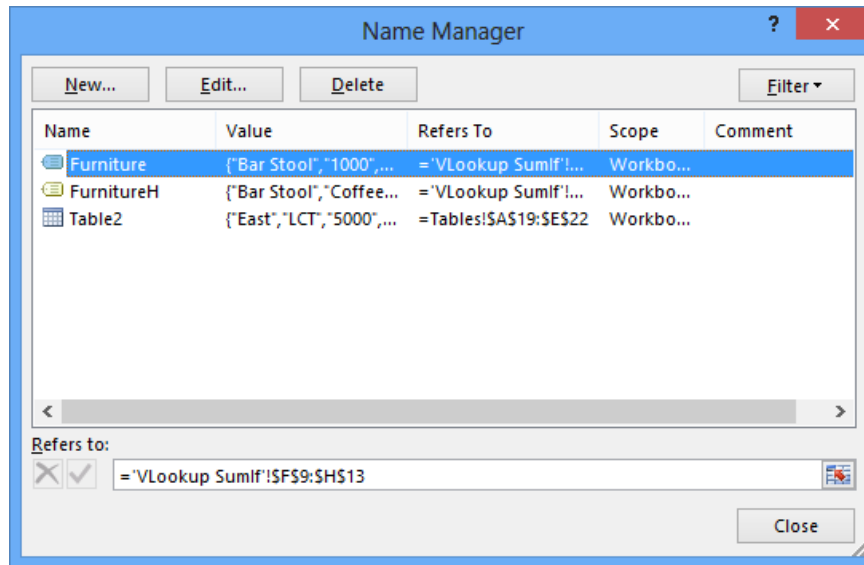 Name Manager ? ×
New... Edit... Delete Filter
Name Value Refers To Scope Comment
Furniture {"Bar Stool","1000",... ='VLookup SumIf'!... Workbo...
FurnitureH {"Bar Stool","Coffee... ='VLookup SumIf'!... Workbo...
Table2 {"East","LCT","5000",... =Tables!$A$19:$E$22 Workbo...
Refers to:
='VLookup SumIf'!$F$9:$H$13
Close